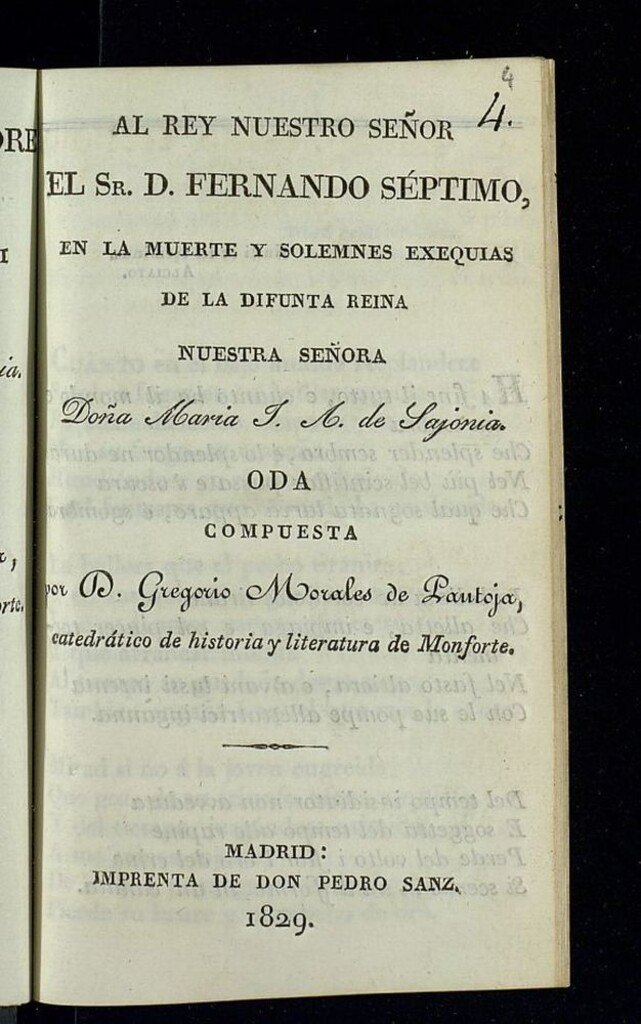 4
4.
AL REY NUESTRO SEÑOR
EL SR. D. FERNANDO SÉPTIMO,
EN LA MUERTE Y SOLEMNES EXEQUIAS
DE LA DIFUNTA REINA
NUESTRA SEÑORA
Doña Maria J. A. de Sajonia.
ODA
COMPUESTA
por D. Gregorio Morales de Pantoja,
catedrático de historia y literatura de Monforte.
MADRID:
IMPRENTA DE DON PEDRO SANZ.
1829.